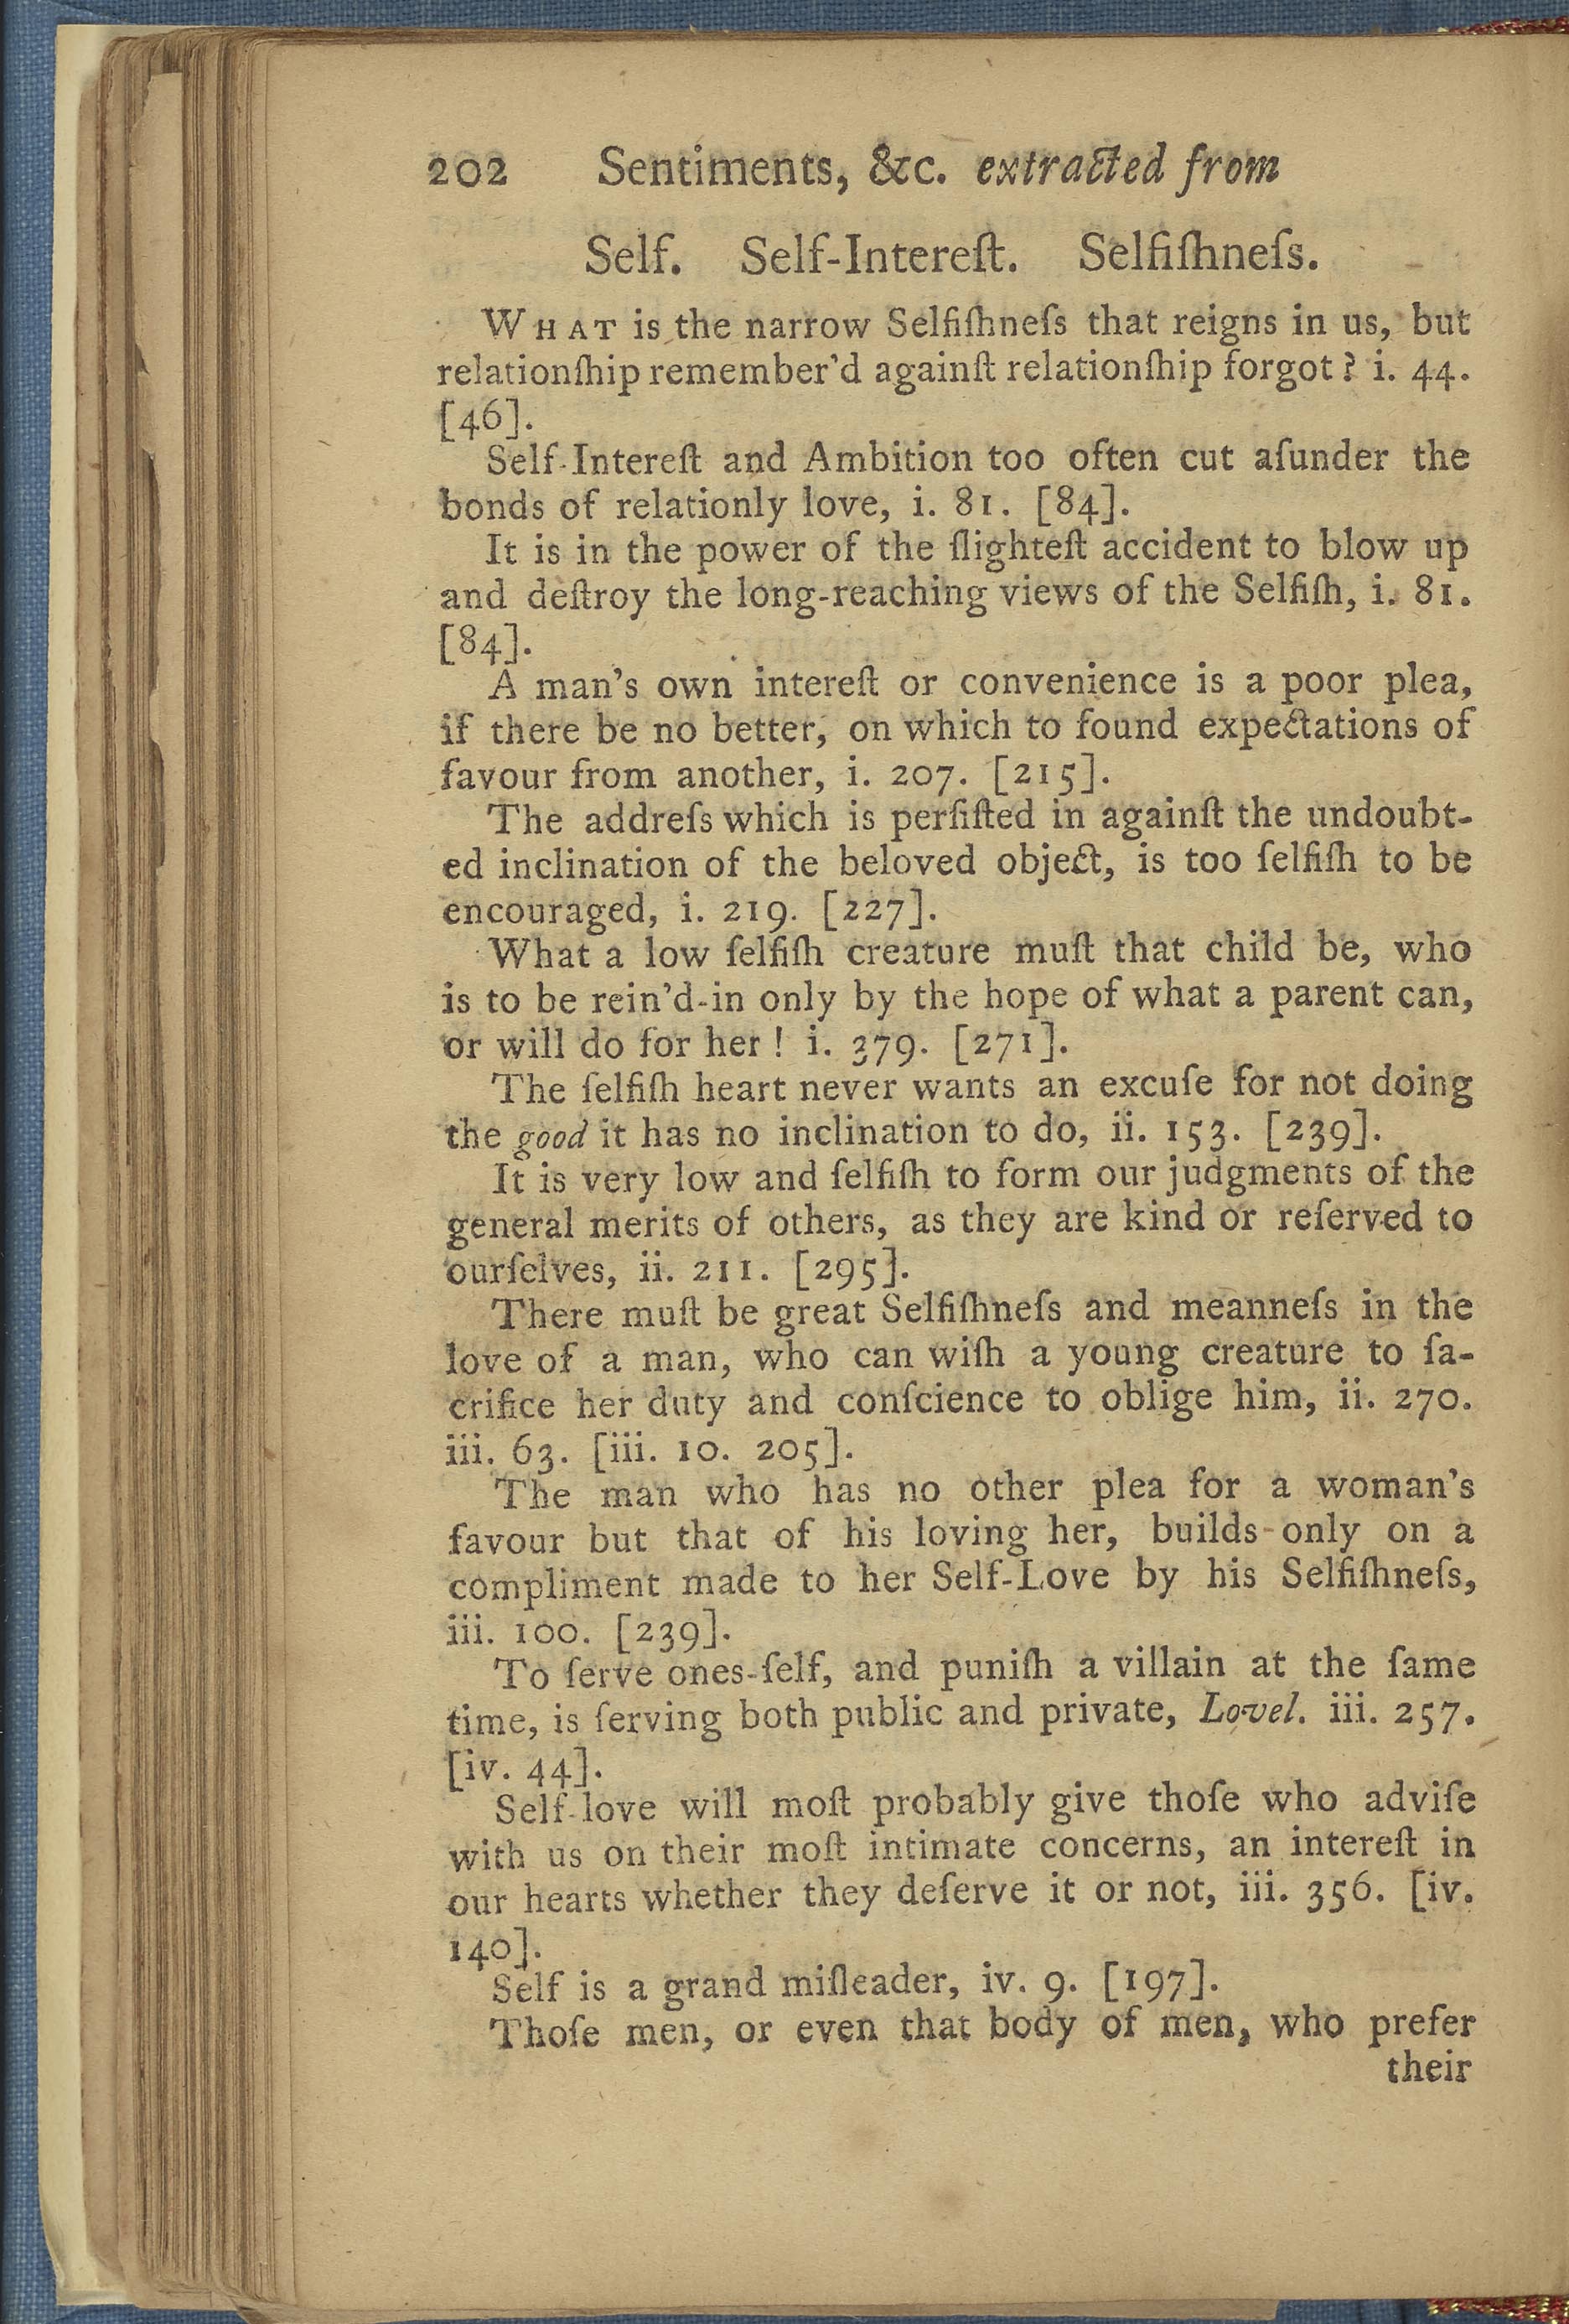 202 Sentiments, &c. extracted from
Self. Self-Intereſt. Selfiſhneſs.
WHAT is the narrow Selfiſhneſs that reigns in us, but
relationſhip remember'd againſt relationſhip forgot? i. 44.
[46].
Self-Intereſt and Ambition too often cut aſunder the
bonds of relationly love, i. 81. [84].
It is in the power of the ſlighteſt accident to blow up
and deſtroy the long-reaching views of the Selfiſh, i. 81.
[84].
A man's own intereſt or convenience is a poor plea,
if there be no better, on which to found expectations of
favour from another, i. 207. [215].
The addreſs which is perſiſted in againſt the undoubt-
ed inclination of the beloved object, is too ſelfiſh to be
encouraged, i. 219. [227].
What a low ſelfiſh creature muſt that child be, who
is to be rein'd-in only by the hope of what a parent can,
or will do for her! i. 379. [271].
The ſelfiſh heart never wants an excuſe for not doing
the good it has no inclination to do, ii. 153. [239].
It is very low and ſelfiſh to form our judgments of the
general merits of others, as they are kind or reſerved to
ourſelves, ii. 211. [295].
There muſt be great Selfiſhneſs and meanneſs in the
love of a man, who can wiſh a young creature to ſa-
crifice her duty and conſcience to oblige him, ii. 270.
iii. 63. [iii. 10. 205].
The man who has no other plea for a woman's
favour but that of his loving her, builds only on a
compliment made to her Self-Love by his Selfiſhneſs,
iii. 100. [239].
To ſerve ones-ſelf, and puniſh a villain at the ſame
time, is ſerving both public and private, Lovel. iii. 257.
[iv. 44].
Self-love will moſt probably give thoſe who adviſe
with us on their moſt intimate concerns, an intereſt in
our hearts whether they deſerve it or not, iii. 356. [iv.
140].
Self is a grand miſleader, iv. 9. [197].
Thoſe men, or even that body of men, who prefer
their